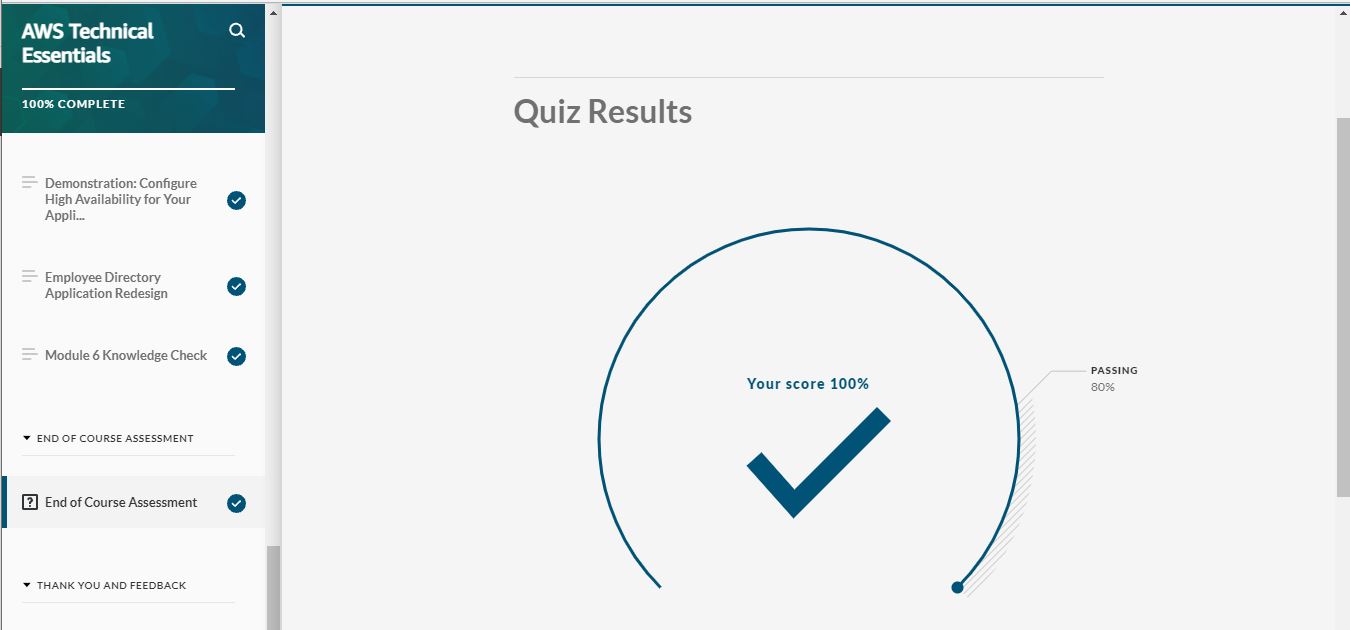 AWS Technical
Essentials
100% COMPLETE
Demonstration: Configure
High Availability for Your
Appli...
Employee Directory
Application Redesign
Module 6 Knowledge Check
END OF COURSE ASSESSMENT
End of Course Assessment
THANK YOU AND FEEDBACK
Quiz Results
Your score 100%
PASSING
80%